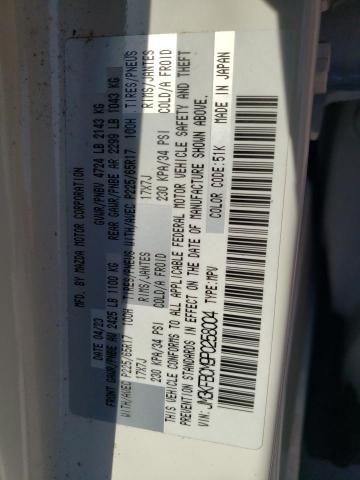 MFD. BY MAZDA MOTOR CORPORATION
DATE 04/23 GVWR/PNBV 4724 LB 2143 KG
FRONT GAWR/PNBE AV 2425 LB 1100 KG REAR GAWR/PNBE AR 2299 LB 1043 KG
WITH/AVEC P225/65R17 100H TIRES/PNEUS WITH/AVEC P225/65R17 100H TIRES/PNEUS
17X7J RIMS/JANTES 17X7J RIMS/JANTES
230 KPA/34 PSI COLD/A FROID 230 KPA/34 PSI COLD/A FROID
THIS VEHICLE CONFORMS TO ALL APPLICABLE FEDERAL MOTOR VEHICLE SAFETY AND THEFT
PREVENTION STANDARDS IN EFFECT ON THE DATE OF MANUFACTURE SHOWN ABOVE.
VIN: TYPE:MPV COLOR CODE:51K MADE IN JAPAN